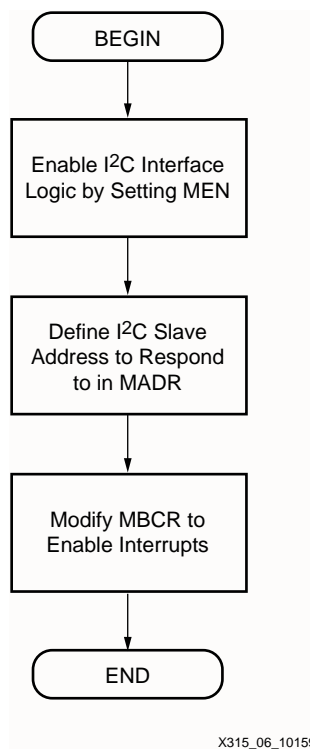 BEGIN
Enable I²C Interface
Logic by Setting MEN
Define I²C Slave
Address to Respond
to in MADR
Modify MBCR to
Enable Interrupts
END
X315_06_10159